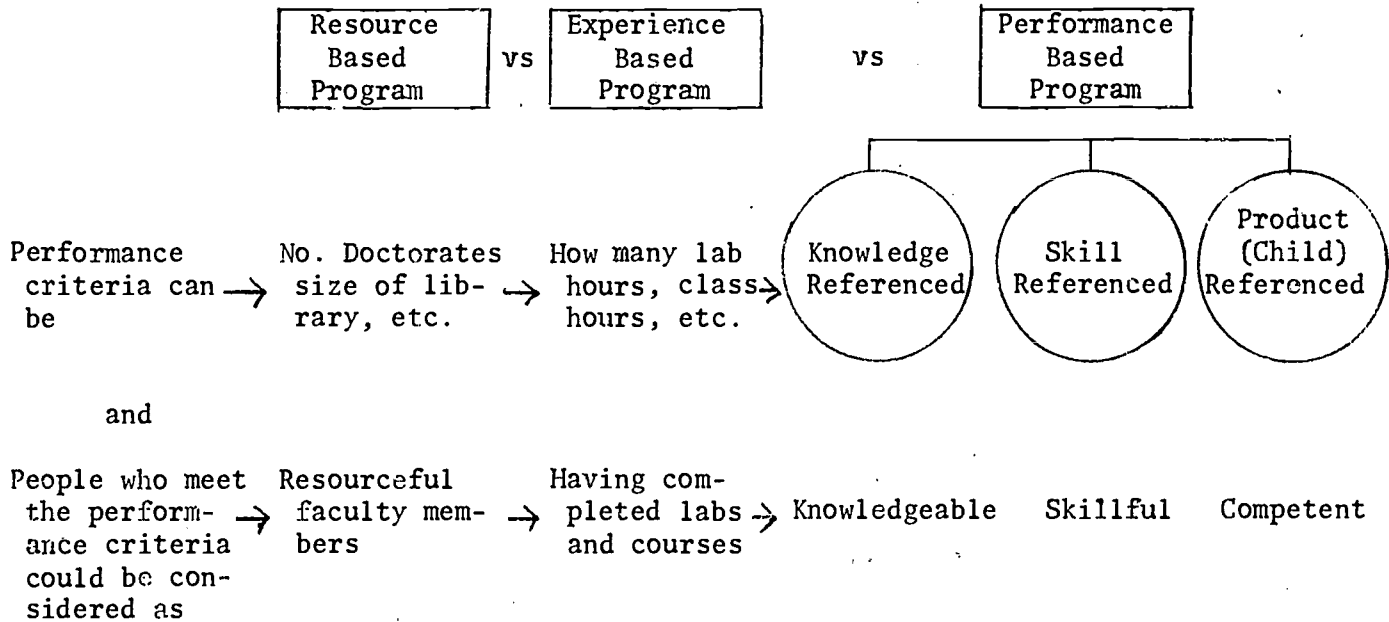 Resource
Based
Program
vs
Experience
Based
Program
vs
Performance
Based
Program
Performance
criteria can
be
No. Doctorates
size of lib-
rary, etc.
How many lab
hours, class
hours, etc.
Knowledge
Referenced
Skill
Referenced
Product
(Child)
Referenced
and
People who meet
the perform-
ance criteria
could be con-
sidered as
Resourceful
faculty mem-
bers
Having com-
pleted labs
and courses
Knowledgeable
Skillful
Competent